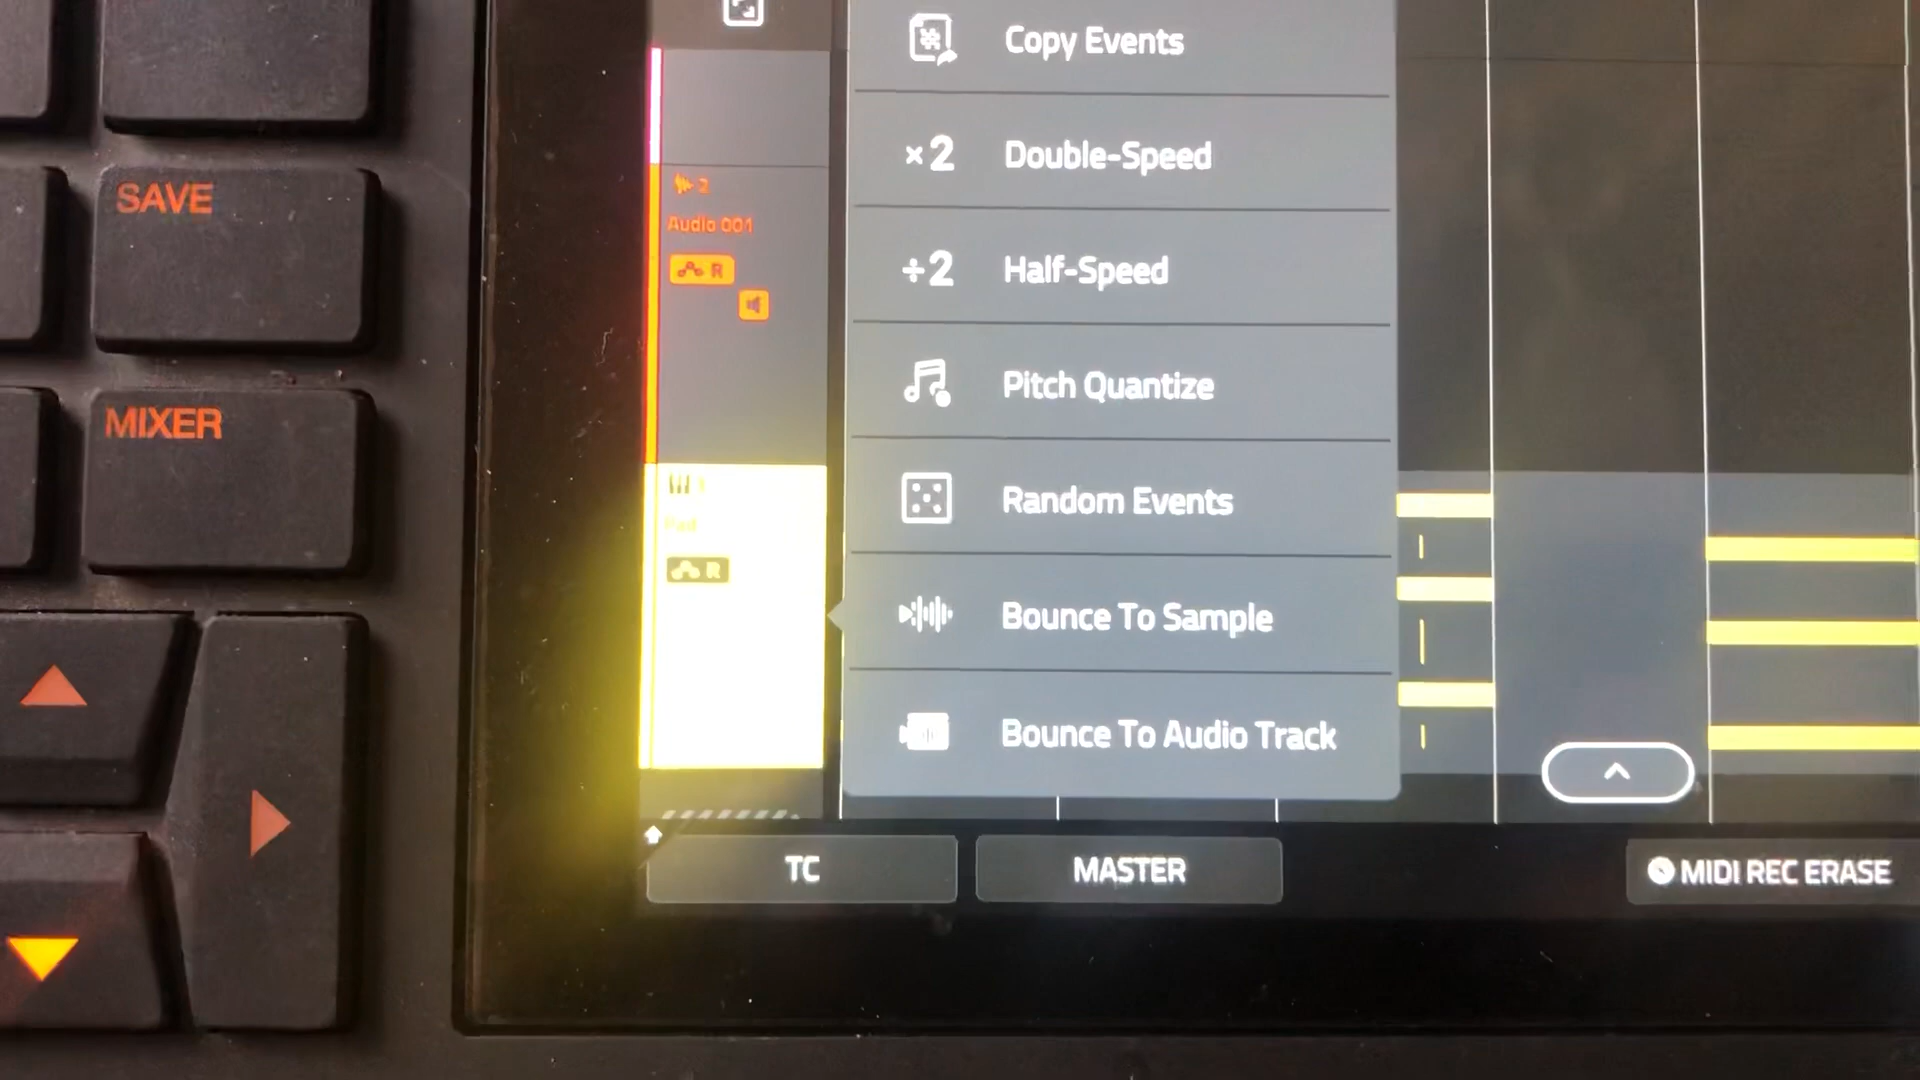 Copy Events
×2 Double-Speed
SAVE
2
Audio 001
R
÷2 Half-Speed
Pitch Quantize
MIXER
Random Events
R
Bounce To Sample
Bounce To Audio Track
TC
MASTER
MIDI REC ERASE